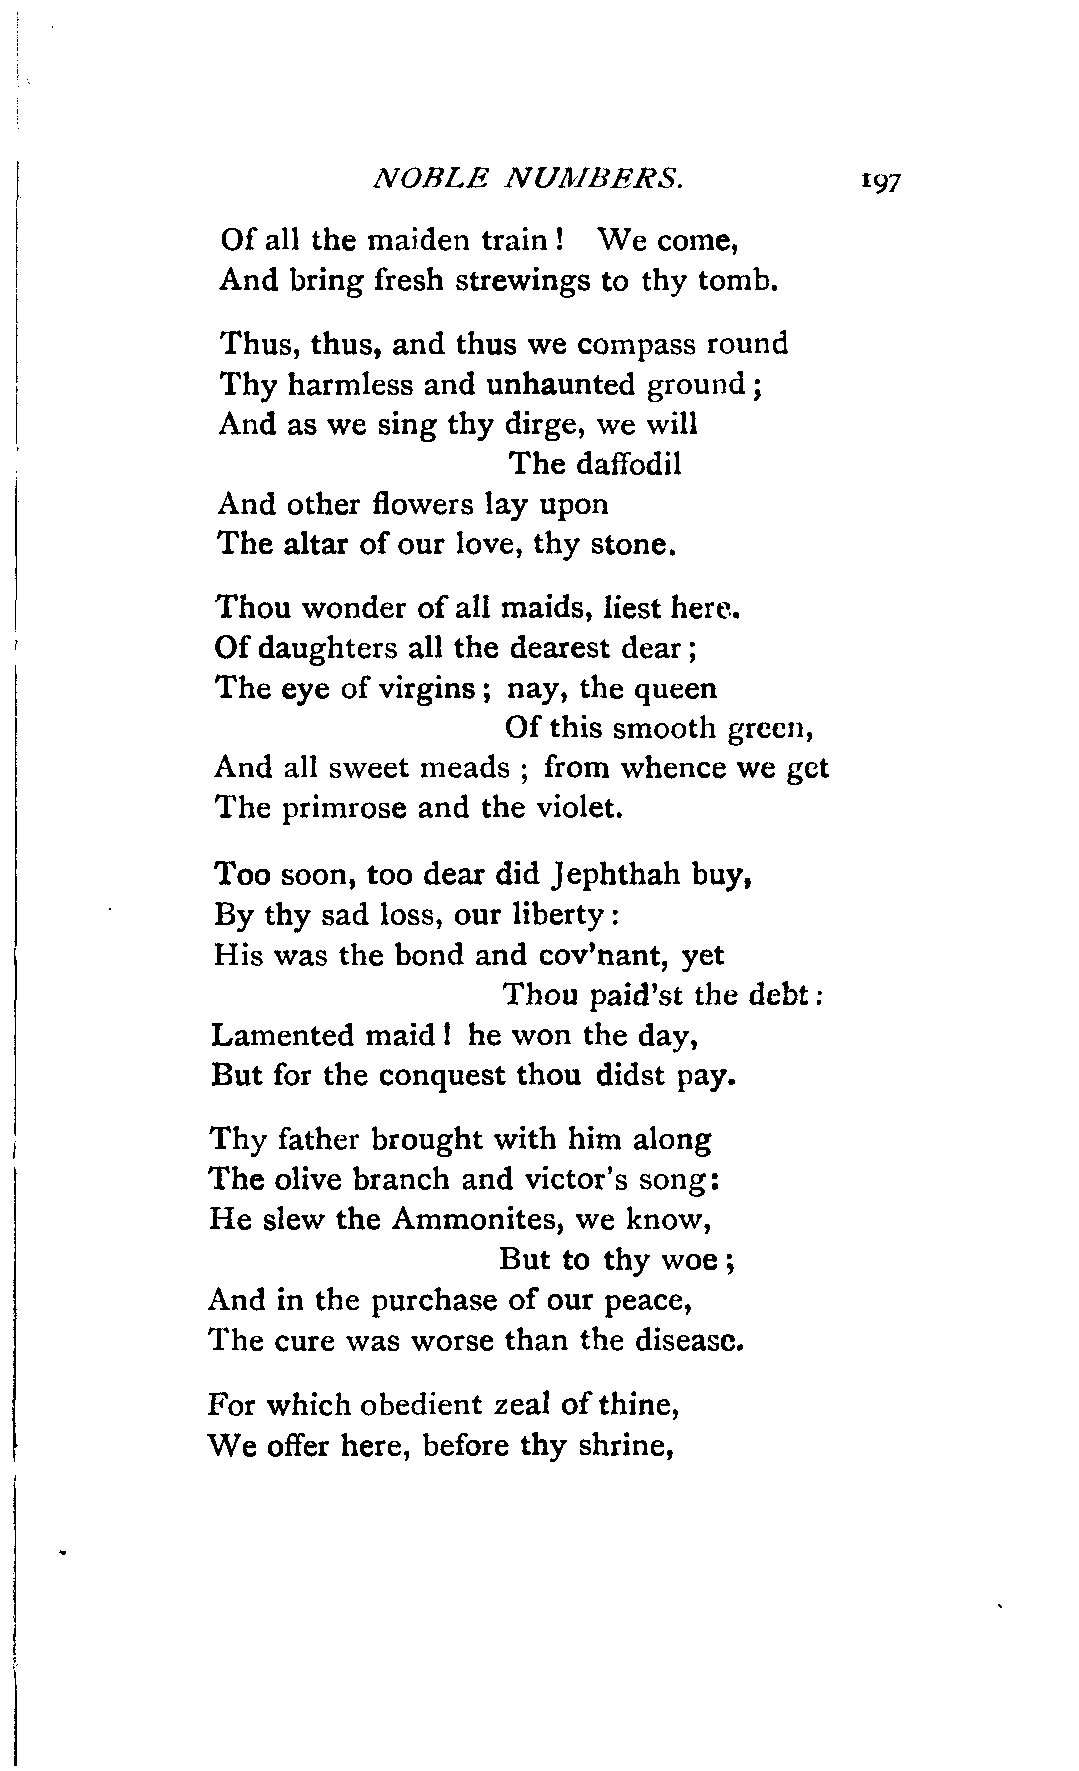 NOBLE NUMBERS. 197
Of all the maiden train! We come,
And bring fresh strewings to thy tomb.
Thus, thus, and thus we compass round
Thy harmless and unhaunted ground;
And as we sing thy dirge, we will
The daffodil
And other flowers lay upon
The altar of our love, thy stone.
Thou wonder of all maids, liest here.
Of daughters all the dearest dear;
The eye of virgins; nay, the queen
Of this smooth green,
And all sweet meads; from whence we get
The primrose and the violet.
Too soon, too dear did Jephthah buy,
By thy sad loss, our liberty:
His was the bond and cov'nant, yet
Thou paid'st the debt:
Lamented maid! he won the day,
But for the conquest thou didst pay.
Thy father brought with him along
The olive branch and victor's song:
He slew the Ammonites, we know,
But to thy woe;
And in the purchase of our peace,
The cure was worse than the disease.
For which obedient zeal of thine,
We offer here, before thy shrine,